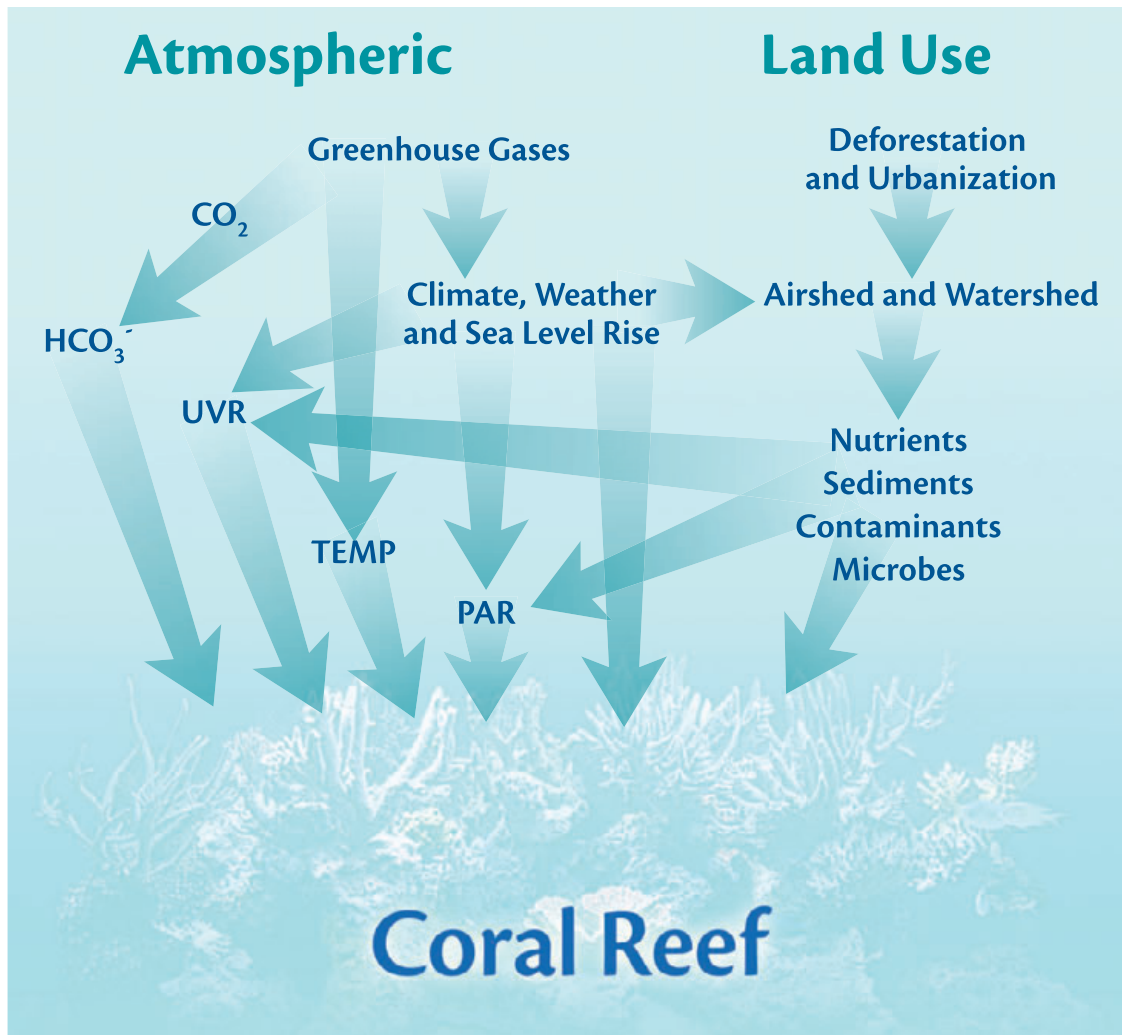 Atmospheric
Land Use
Greenhouse Gases
Deforestation
and Urbanization
CO₂
Climate, Weather
and Sea Level Rise
Airshed and Watershed
HCO₃⁻
UVR
Nutrients
Sediments
Contaminants
Microbes
TEMP
PAR
Coral Reef